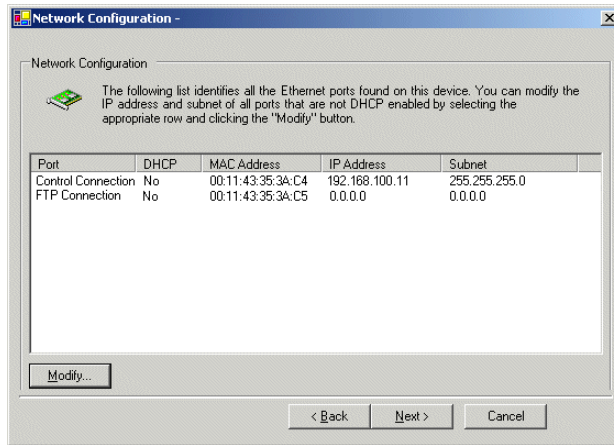 Network Configuration -
Network Configuration
The following list identifies all the Ethernet ports found on this device. You can modify the
IP address and subnet of all ports that are not DHCP enabled by selecting the
appropriate row and clicking the "Modify" button.
Port DHCP MAC Address IP Address Subnet
Control Connection No 00:11:43:35:3A:C4 192.168.100.11 255.255.255.0
FTP Connection No 00:11:43:35:3A:C5 0.0.0.0 0.0.0.0
Modify...
< Back Next > Cancel